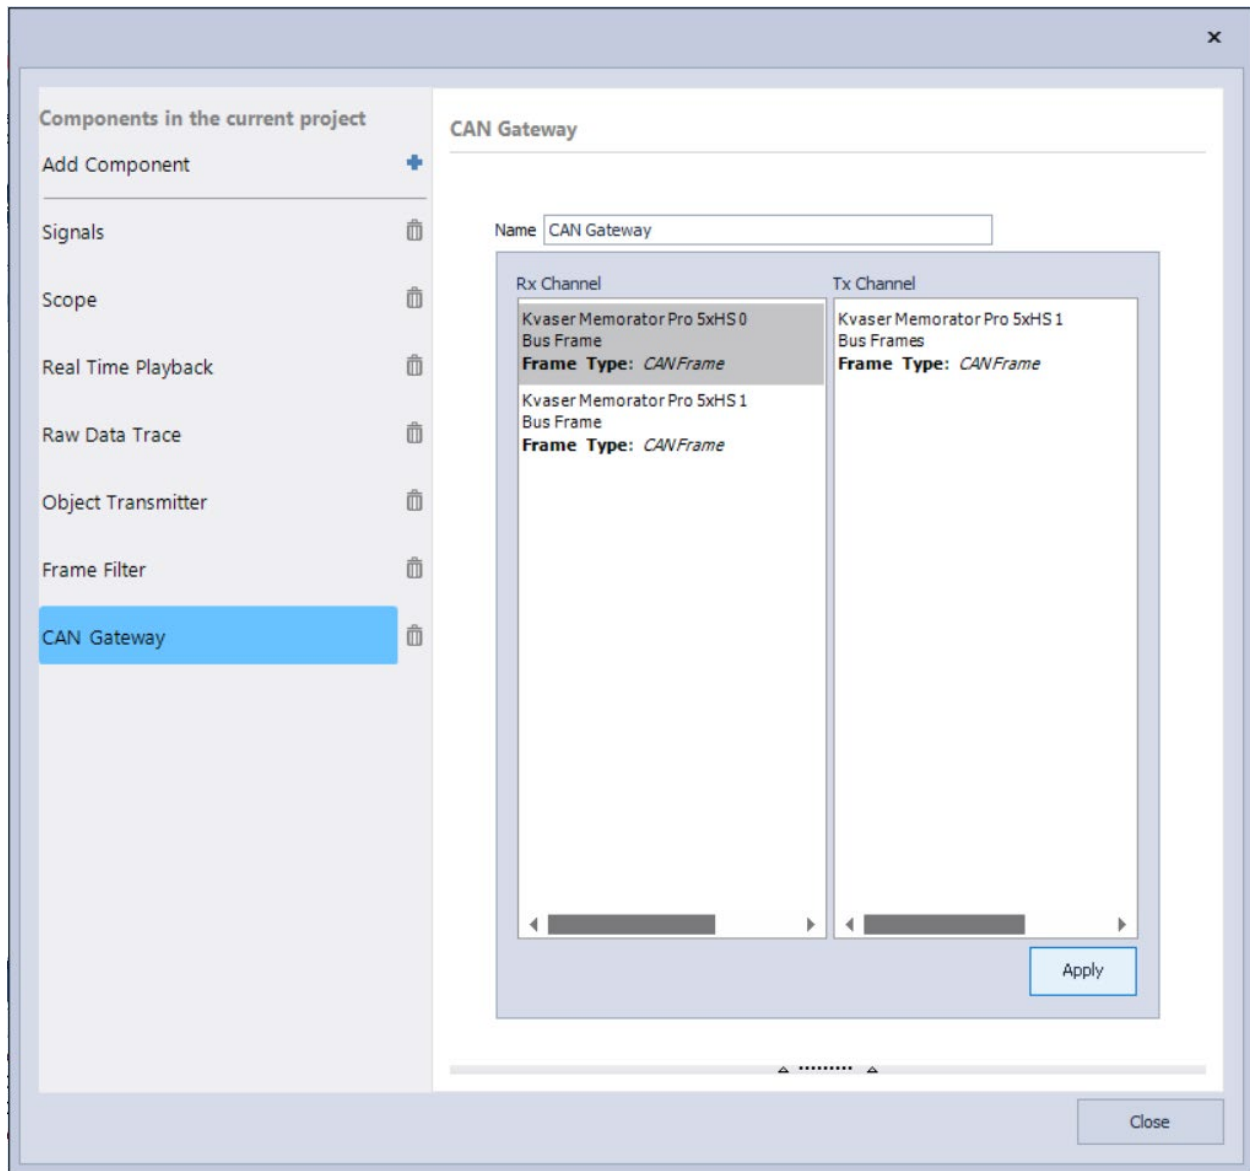 Components in the current project
Add Component
Signals
Scope
Real Time Playback
Raw Data Trace
Object Transmitter
Frame Filter
CAN Gateway
CAN Gateway
Name CAN Gateway
Rx Channel
Kvaser Memorator Pro 5xHS 0
Bus Frame
Frame Type: CANFrame
Kvaser Memorator Pro 5xHS 1
Bus Frame
Frame Type: CANFrame
Tx Channel
Kvaser Memorator Pro 5xHS 1
Bus Frames
Frame Type: CANFrame
Apply
Close